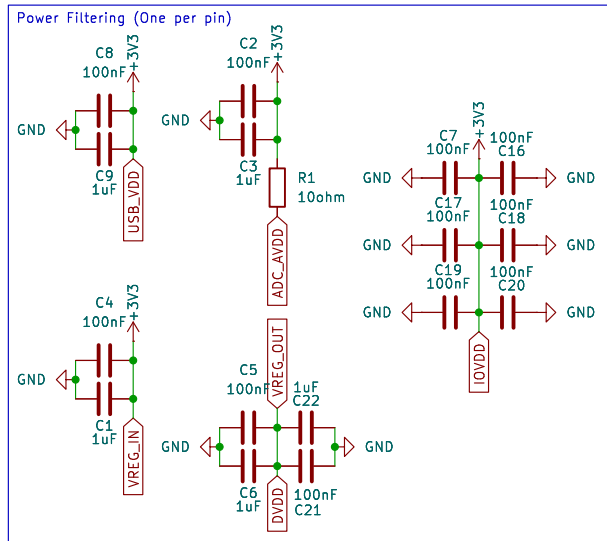 Power Filtering (One per pin)
C8
100nF
+3V3
GND
C9
1uF
USB_VDD
C2
100nF
+3V3
GND
C3
1uF
R1
10ohm
ADC_AVDD
C7
100nF
+3V3
100nF
C16
GND
GND
C17
100nF
C18
100nF
GND
GND
C19
100nF
C20
100nF
GND
GND
IOVDD
C4
100nF
+3V3
GND
C1
1uF
VREG_IN
VREG_OUT
C5
100nF
1uF
C22
GND
GND
C6
1uF
100nF
C21
DVDD